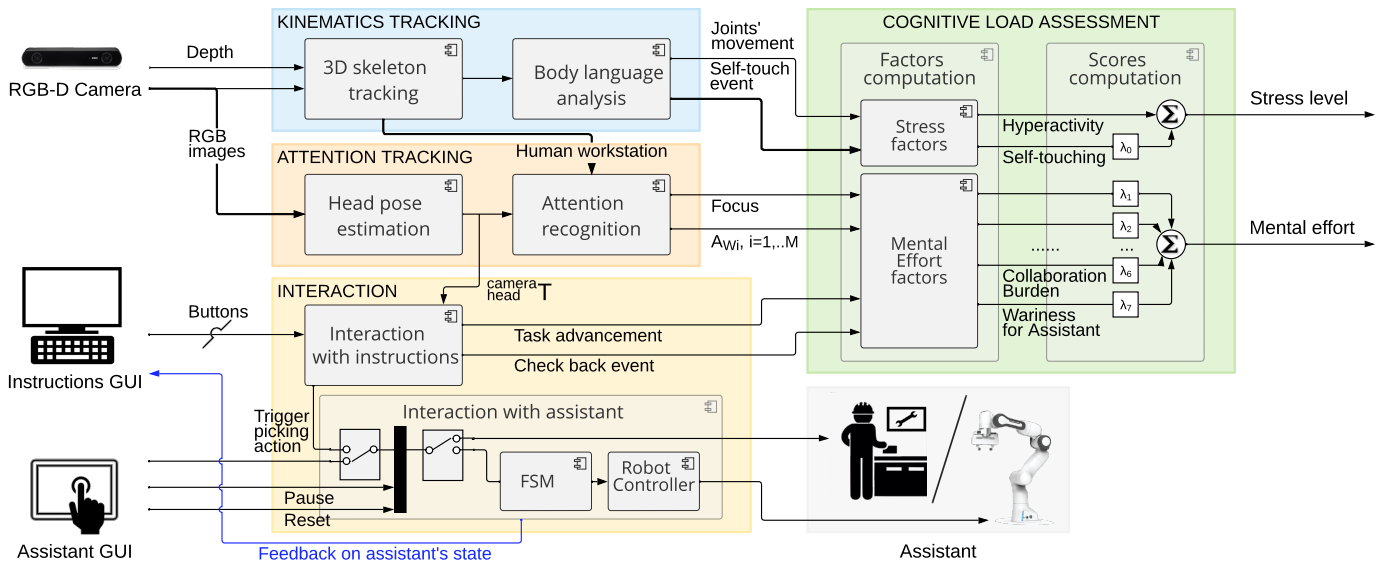 KINEMATICS TRACKING
COGNITIVE LOAD ASSESSMENT
Depth
RGB-D Camera
RGB
images
3D skeleton
tracking
Body language
analysis
Joints'
movement
Self-touch
event
Factors
computation
Scores
computation
Stress
factors
Hyperactivity
Self-touching
Σ
λ0
Stress level
Human workstation
ATTENTION TRACKING
Head pose
estimation
Attention
recognition
Focus
AWi, i=1,..M
Mental
Effort
factors
λ1
λ2
......
...
λ6
λ7
Σ
Collaboration
Burden
Wariness
for Assistant
Mental effort
INTERACTION
camera
head T
Buttons
Instructions GUI
Interaction
with instructions
Task advancement
Check back event
Trigger
picking
action
Interaction with assistant
FSM
Robot
Controller
Pause
Reset
Assistant GUI
Feedback on assistant's state
Assistant